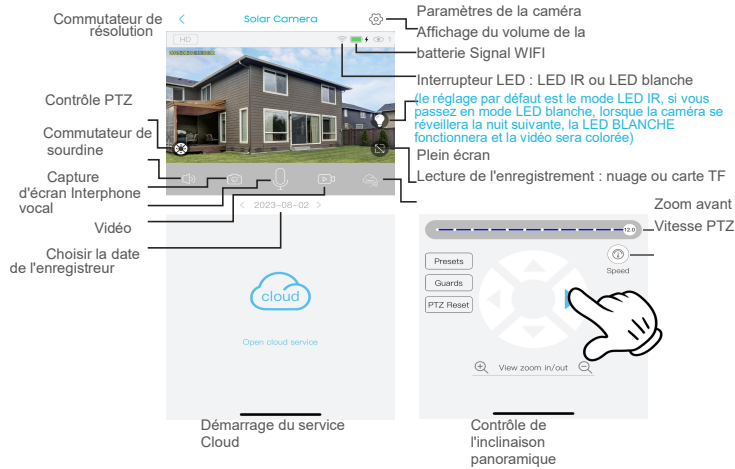 Commutateur de
résolution
Contrôle PTZ
Commutateur de
sourdine
Capture
d'écran Interphone
vocal
Vidéo
Choisir la date
de l'enregistreur
Solar Camera
HD
2023-08-02
cloud
Open cloud service
Démarrage du service
Cloud
Paramètres de la caméra
Affichage du volume de la
batterie Signal WIFI
Interrupteur LED : LED IR ou LED blanche
(le réglage par défaut est le mode LED IR, si vous
passez en mode LED blanche, lorsque la caméra se
réveillera la nuit suivante, la LED BLANCHE
fonctionnera et la vidéo sera colorée)
Plein écran
Lecture de l'enregistrement : nuage ou carte TF
Zoom avant
Vitesse PTZ
12.0
Presets
Guards
PTZ Reset
Speed
View zoom in/out
Contrôle de
l'inclinaison
panoramique